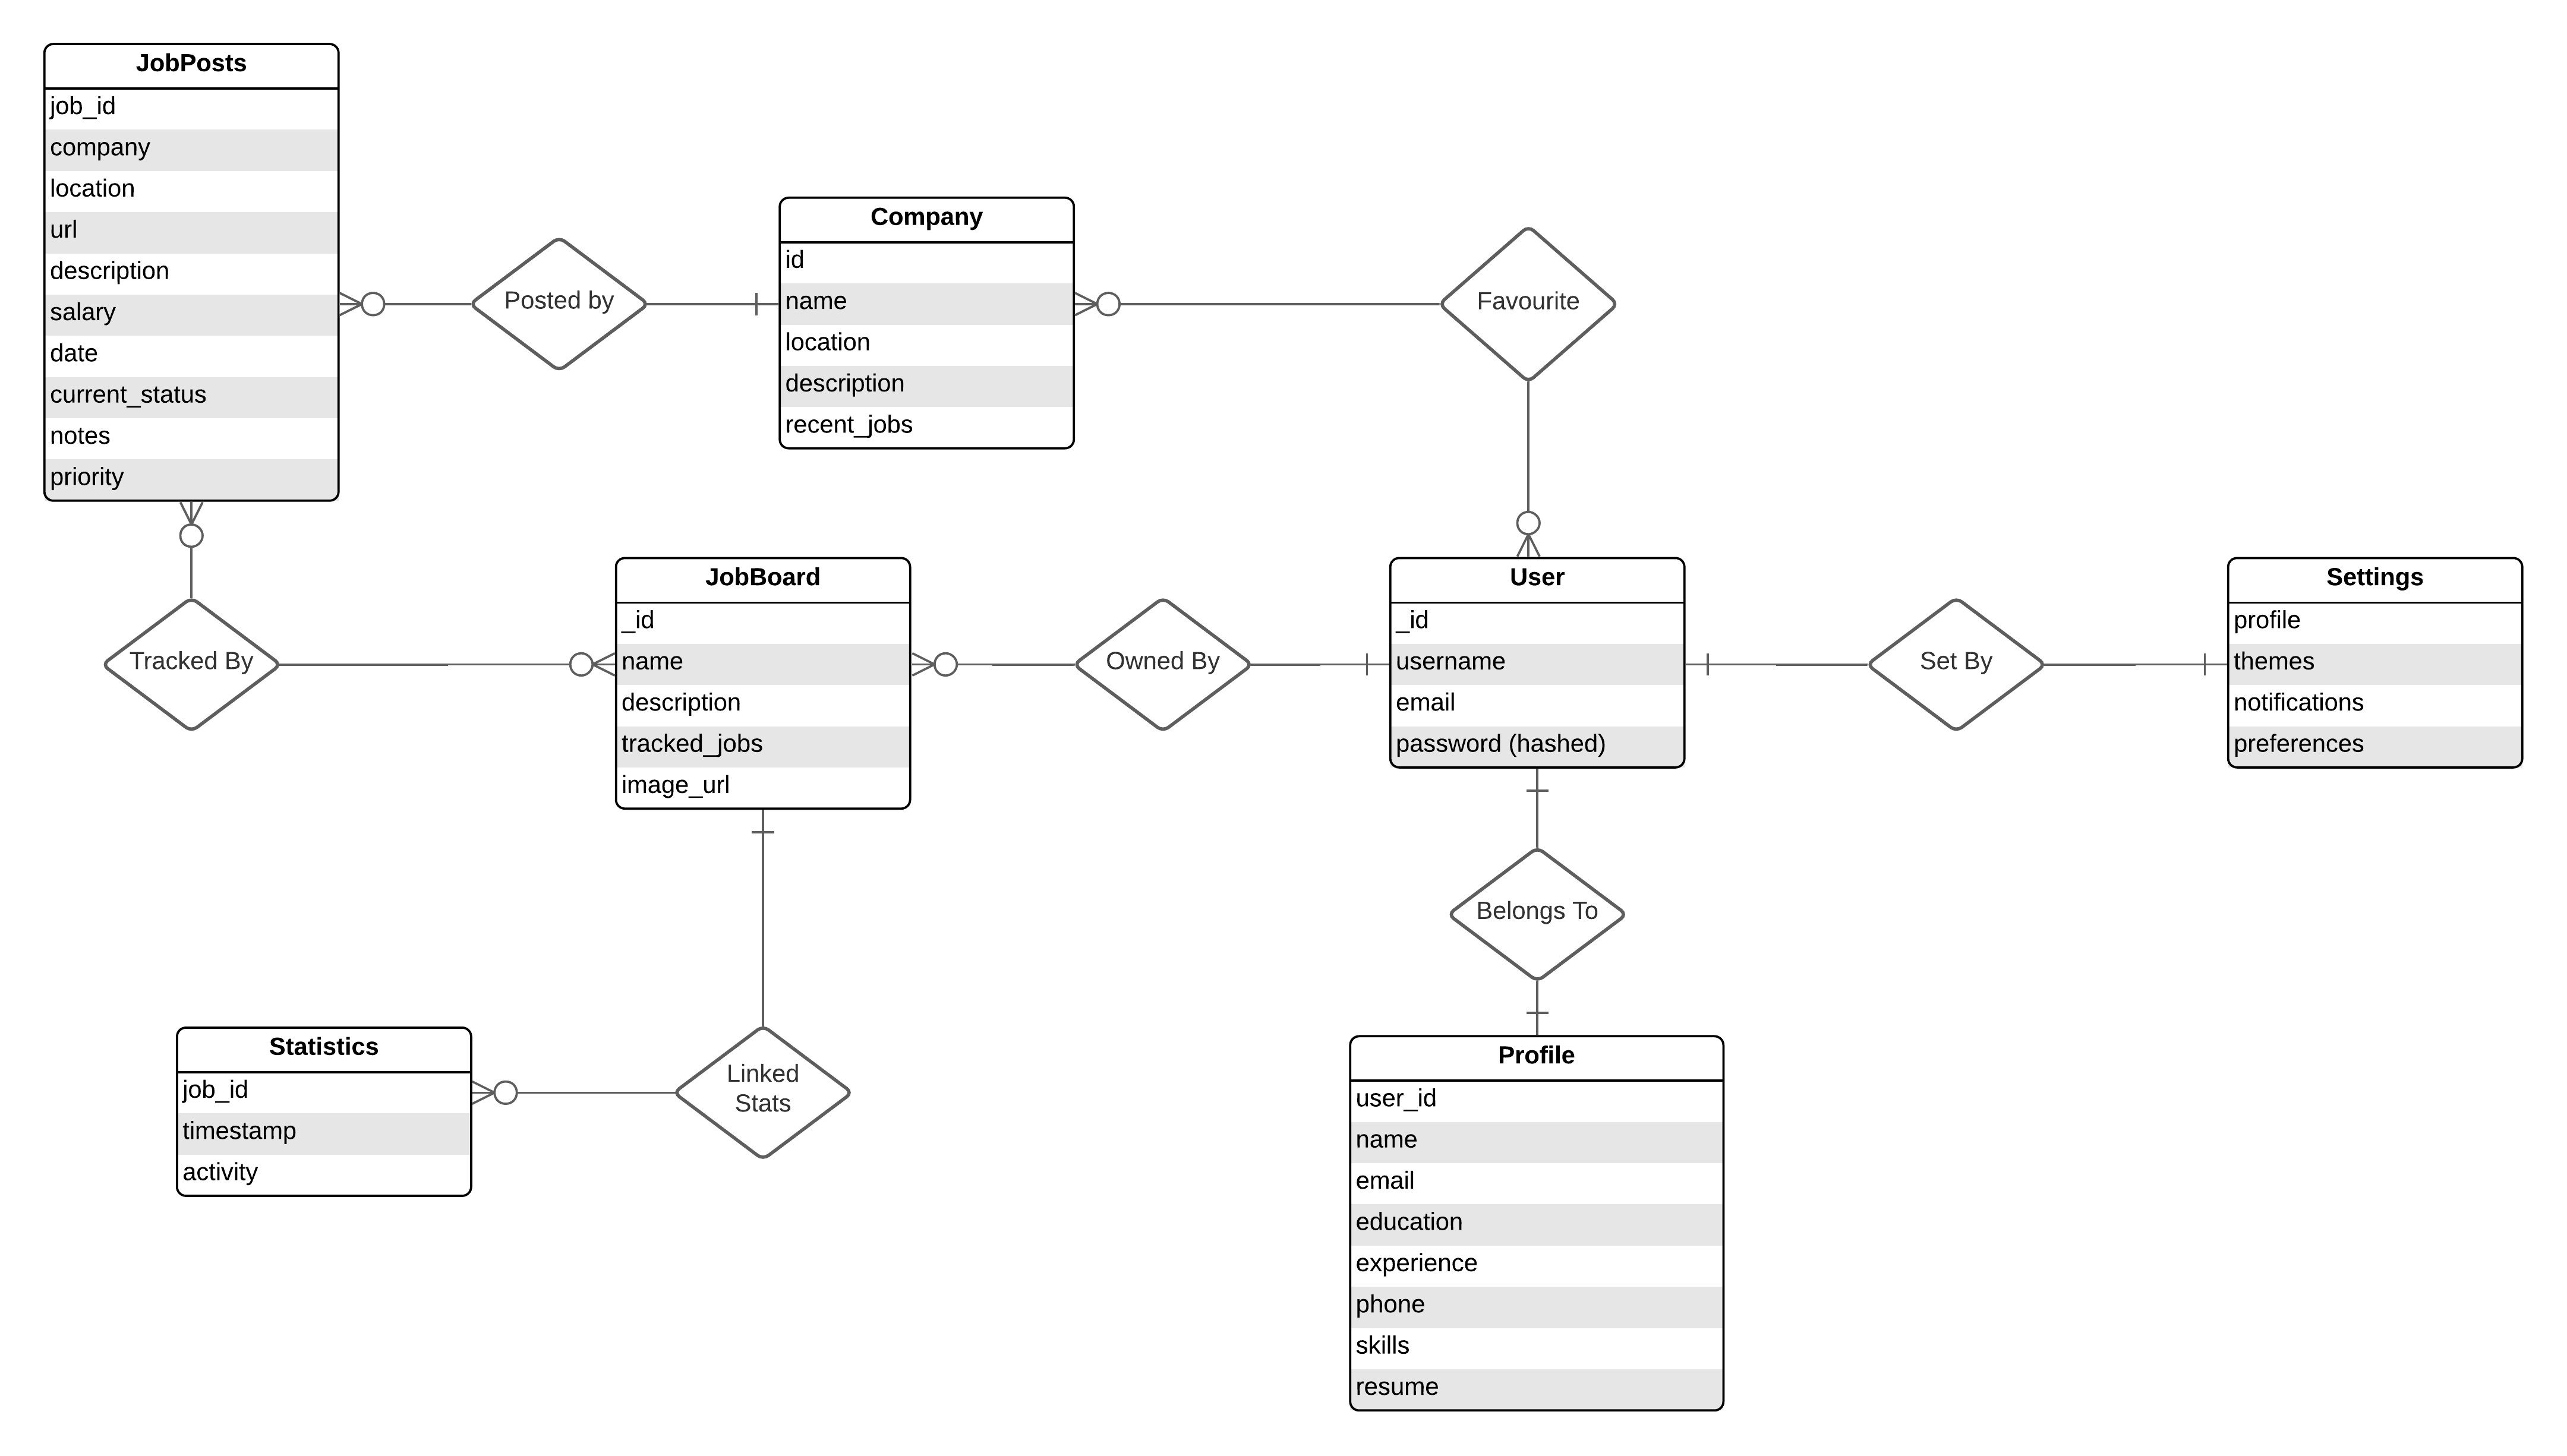 JobPosts
job_id
company
location
url
description
salary
date
current_status
notes
priority
Posted by
Company
id
name
location
description
recent_jobs
Favourite
Tracked By
JobBoard
_id
name
description
tracked_jobs
image_url
Owned By
User
_id
username
email
password (hashed)
Set By
Settings
profile
themes
notifications
preferences
Belongs To
Statistics
job_id
timestamp
activity
Linked
Stats
Profile
user_id
name
email
education
experience
phone
skills
resume